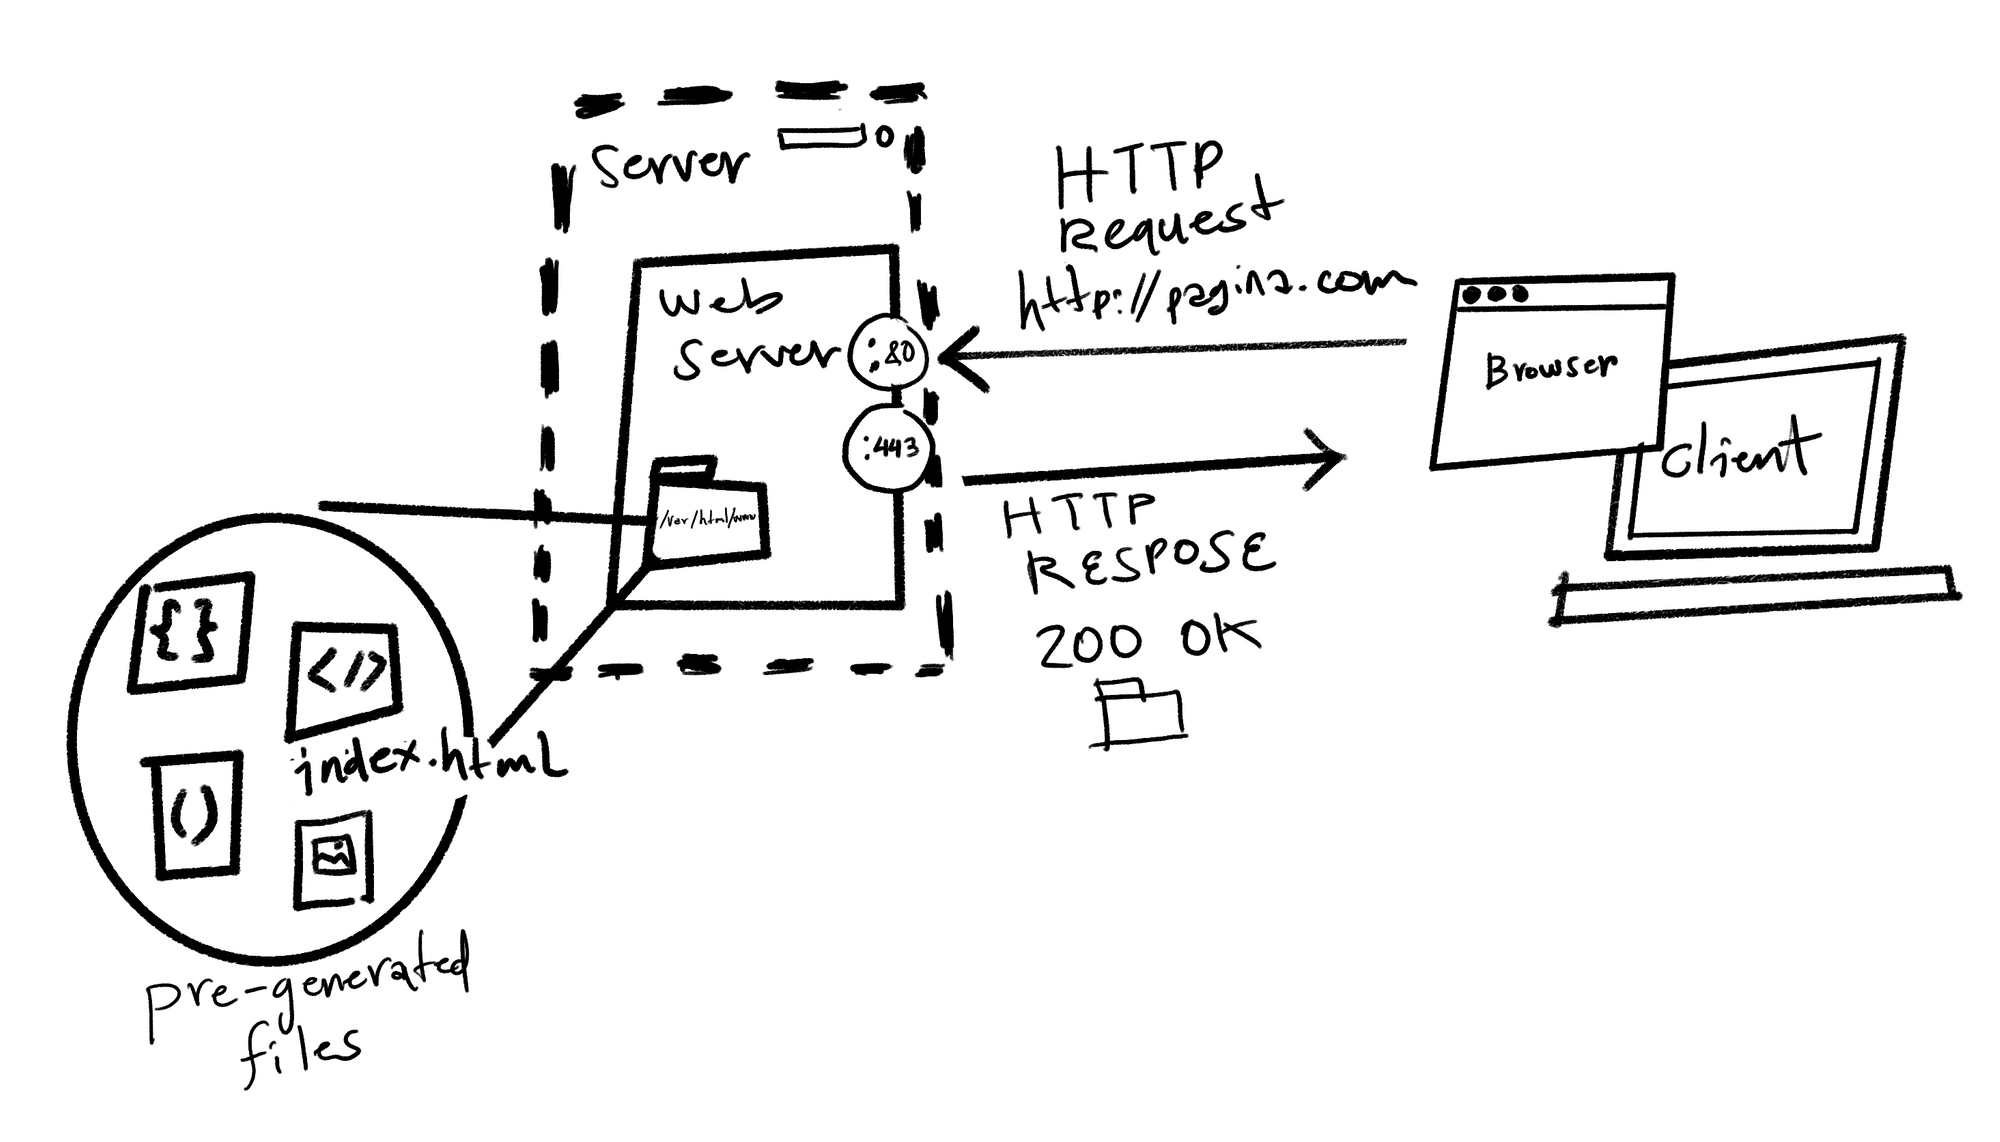 Server
Web
Server
:80
:443
/ver/html/www
HTTP
Request
http://pagina.com
HTTP
RESPOSE
200 OK
Browser
Client
{ }
</>
index.html
()
pre-generated
files